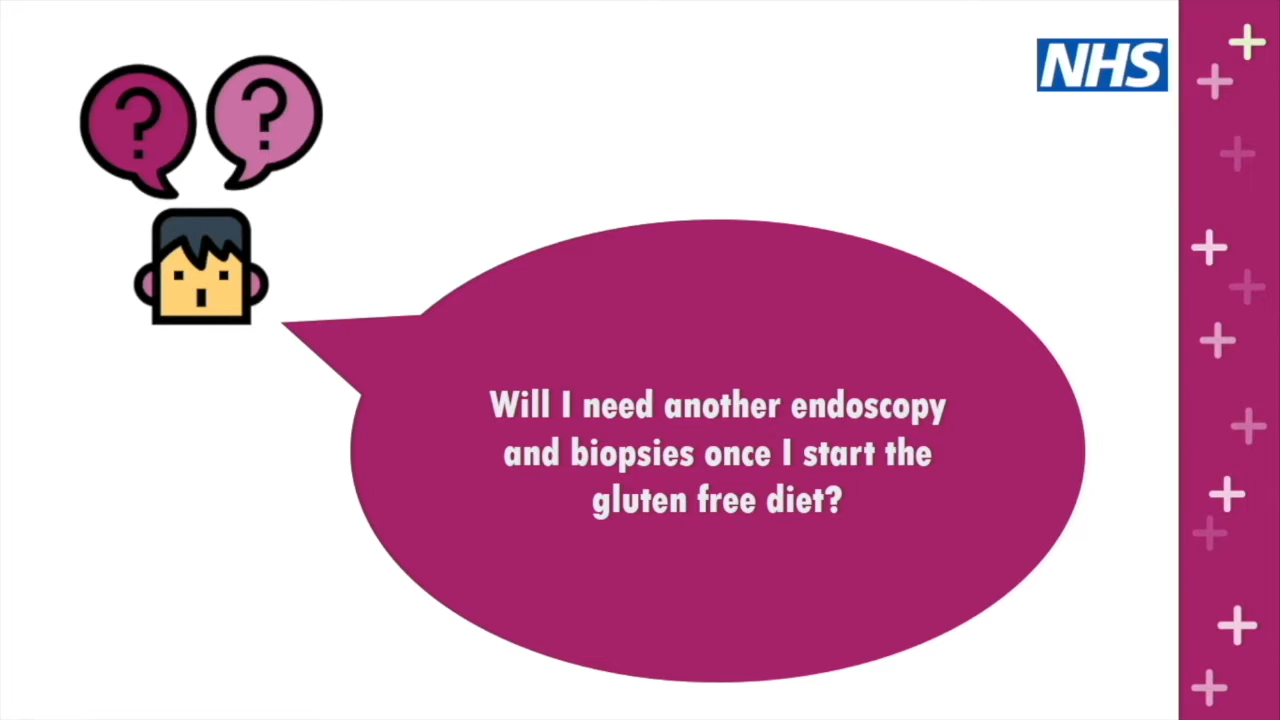 ?
?
NHS
Will I need another endoscopy
and biopsies once I start the
gluten free diet?